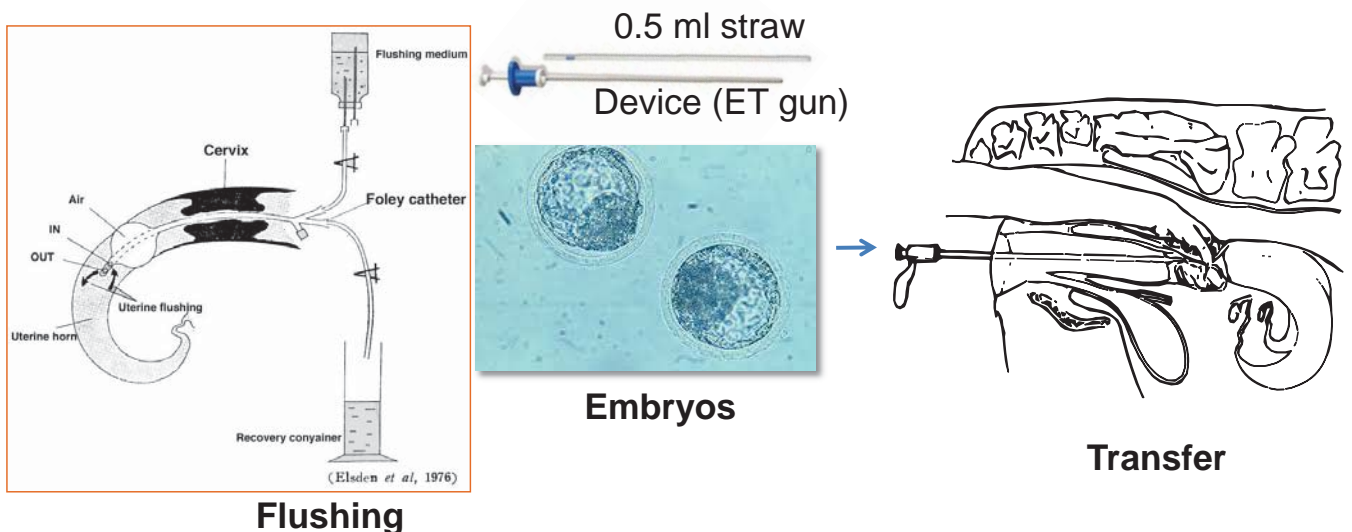 Flushing medium
Cervix
Air
Foley catheter
IN
OUT
Uterine flushing
Uterine horn
Recovery conyainer
(Elsden et al, 1976)
Flushing
0.5 ml straw
Device (ET gun)
Embryos
Transfer